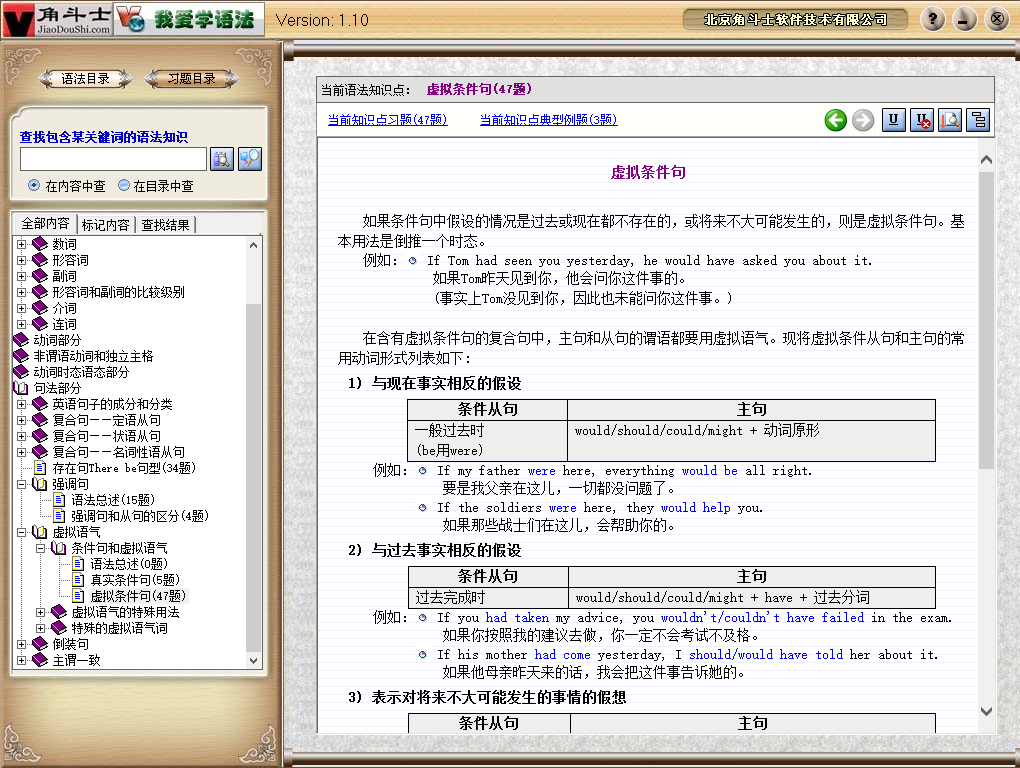 角斗士
JiaoDouShi.com
我爱学语法
Version: 1.10
北京角斗士软件技术有限公司
语法目录
习题目录
查找包含某关键词的语法知识
在内容中查
在目录中查
全部内容
标记内容
查找结果
数词
形容词
副词
形容词和副词的比较级别
介词
连词
动词部分
非谓语动词和独立主格
动词时态语态部分
句法部分
英语句子的成分和分类
复合句－－定语从句
复合句－－状语从句
复合句－－名词性语从句
存在句There be句型(34题)
强调句
语法总述(15题)
强调句和从句的区分(4题)
虚拟语气
条件句和虚拟语气
语法总述(0题)
真实条件句(5题)
虚拟条件句(47题)
虚拟语气的特殊用法
特殊的虚拟语气词
倒装句
主谓一致
当前语法知识点： 虚拟条件句(47题)
当前知识点习题(47题)
当前知识点典型例题(3题)
虚拟条件句
如果条件句中假设的情况是过去或现在都不存在的，或将来不大可能发生的，则是虚拟条件句。基
本用法是倒推一个时态。
例如： If Tom had seen you yesterday, he would have asked you about it.
如果Tom昨天见到你，他会问你这件事的。
(事实上Tom没见到你，因此也未能问你这件事。)
在含有虚拟条件句的复合句中，主句和从句的谓语都要用虚拟语气。现将虚拟条件从句和主句的常
用动词形式列表如下：
1) 与现在事实相反的假设
条件从句 主句
一般过去时 would/should/could/might + 动词原形
(be用were)
例如： If my father were here, everything would be all right.
要是我父亲在这儿，一切都没问题了。
If the soldiers were here, they would help you.
如果那些战士们在这儿，会帮助你的。
2) 与过去事实相反的假设
条件从句 主句
过去完成时 would/should/could/might + have + 过去分词
例如： If you had taken my advice, you wouldn't/couldn't have failed in the exam.
如果你按照我的建议去做，你一定不会考试不及格。
If his mother had come yesterday, I should/would have told her about it.
如果他母亲昨天来的话，我会把这件事告诉她的。
3) 表示对将来不大可能发生的事情的假想
条件从句 主句